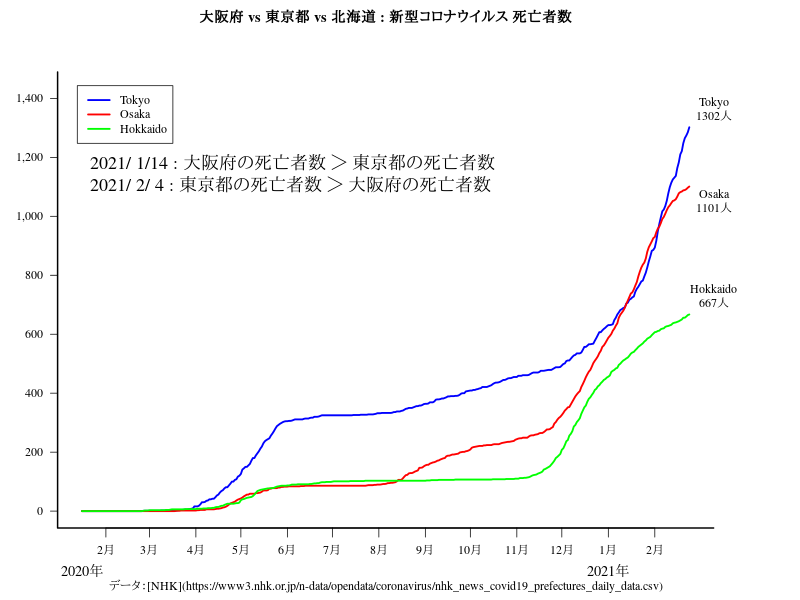 大阪府 vs 東京都 vs 北海道 : 新型コロナウイルス 死亡者数
Tokyo
Osaka
Hokkaido
2021/ 1/14 : 大阪府の死亡者数 ＞ 東京都の死亡者数
2021/ 2/ 4 : 東京都の死亡者数 ＞ 大阪府の死亡者数
1,400
1,200
1,000
800
600
400
200
0
Tokyo
1302人
Osaka
1101人
Hokkaido
667人
2月 3月 4月 5月 6月 7月 8月 9月 10月 11月 12月 1月 2月
2020年 2021年
データ：[NHK](https://www3.nhk.or.jp/n-data/opendata/coronavirus/nhk_news_covid19_prefectures_daily_data.csv)